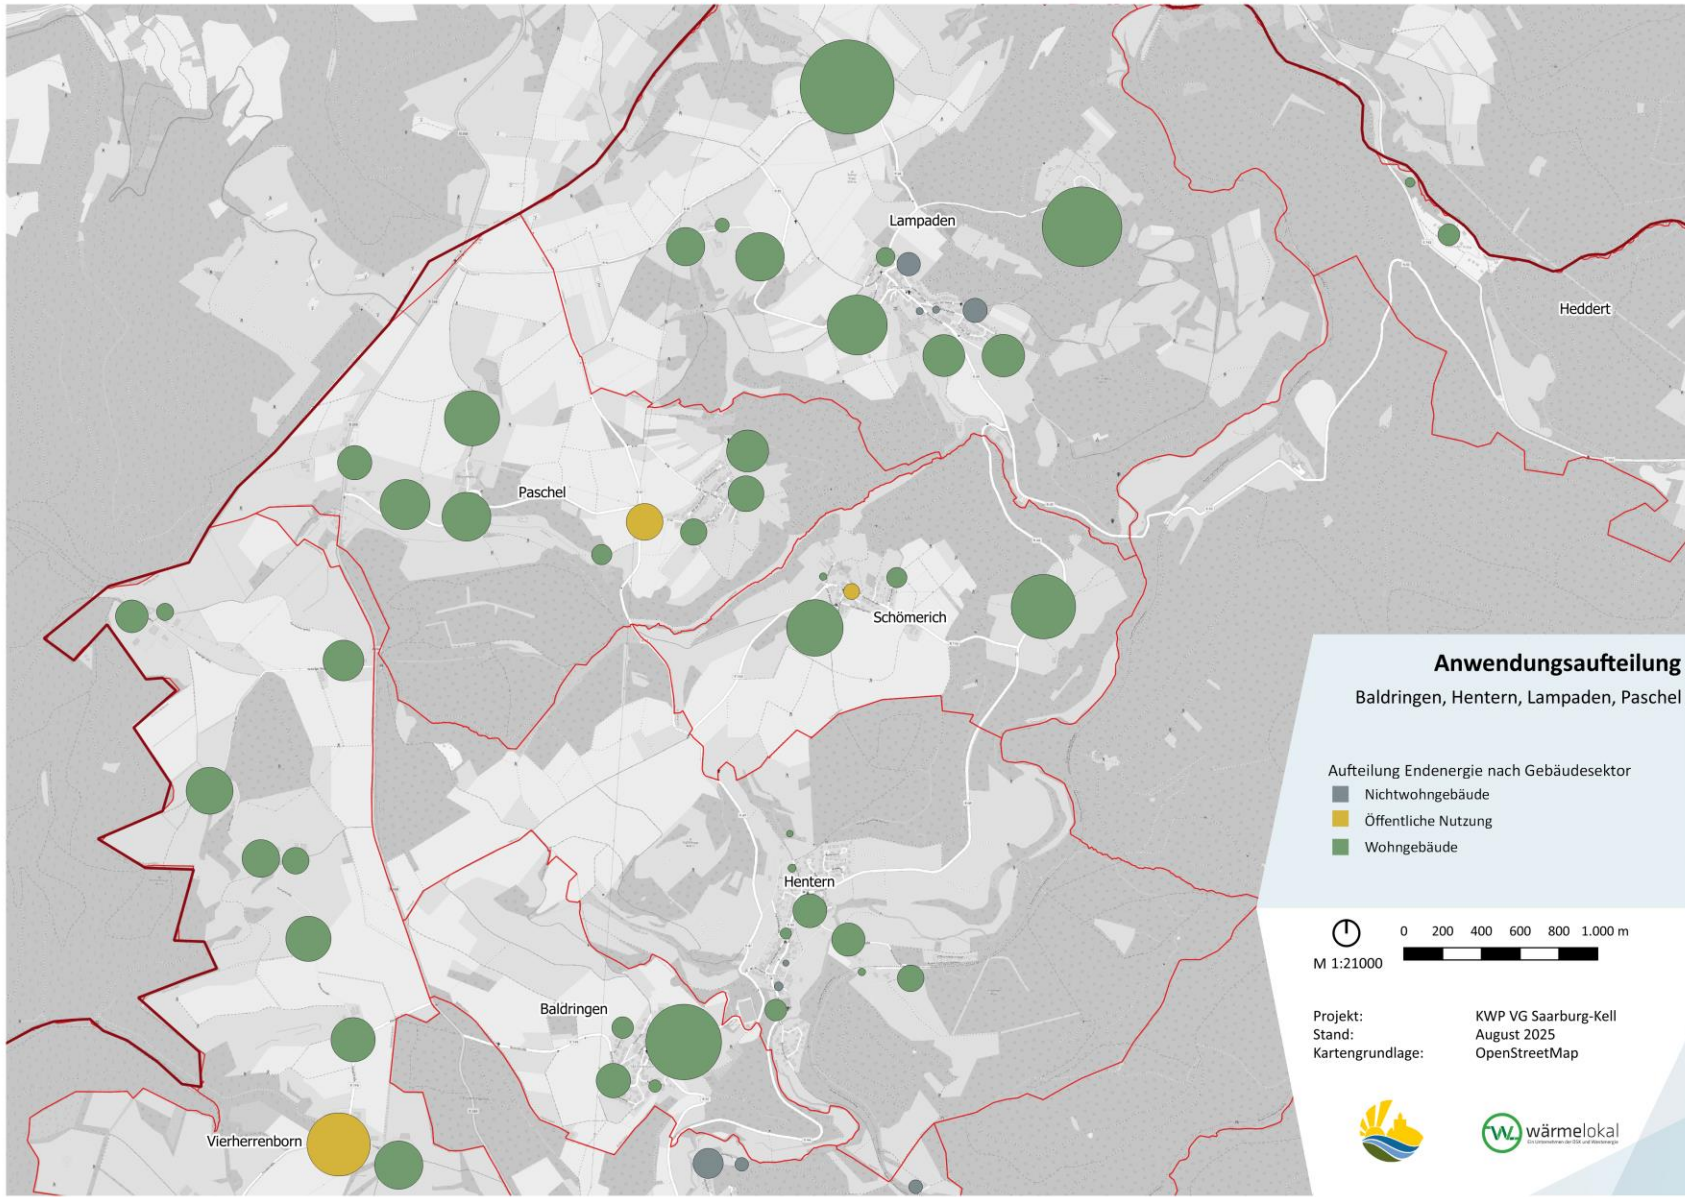 Lampaden
Heddert
Paschel
Schömerich
Hentern
Baldringen
Vierherrenborn
Anwendungsaufteilung
Baldringen, Hentern, Lampaden, Paschel
Aufteilung Endenergie nach Gebäudesektor
Nichtwohngebäude
Öffentliche Nutzung
Wohngebäude
0 200 400 600 800 1.000 m
M 1:21000
Projekt: KWP VG Saarburg-Kell
Stand: August 2025
Kartengrundlage: OpenStreetMap
W wärmelokal